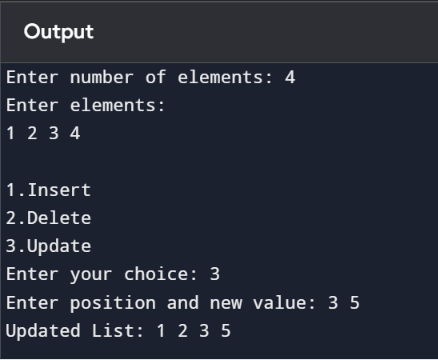 Output
Enter number of elements: 4
Enter elements:
1 2 3 4
1.Insert
2.Delete
3.Update
Enter your choice: 3
Enter position and new value: 3 5
Updated List: 1 2 3 5